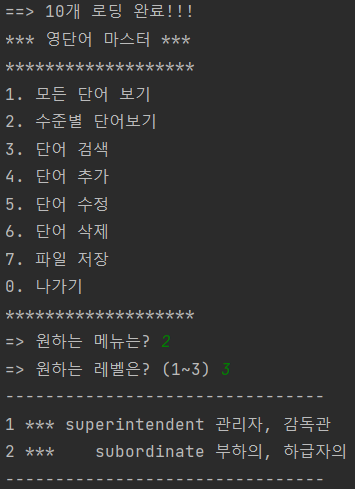 ==> 10개 로딩 완료!!!
*** 영단어 마스터 ***
*******************
1. 모든 단어 보기
2. 수준별 단어보기
3. 단어 검색
4. 단어 추가
5. 단어 수정
6. 단어 삭제
7. 파일 저장
0. 나가기
*******************
=> 원하는 메뉴는? 2
=> 원하는 레벨은? (1~3) 3
--------------------------------
1 *** superintendent 관리자, 감독관
2 ***    subordinate 부하의, 하급자의
--------------------------------